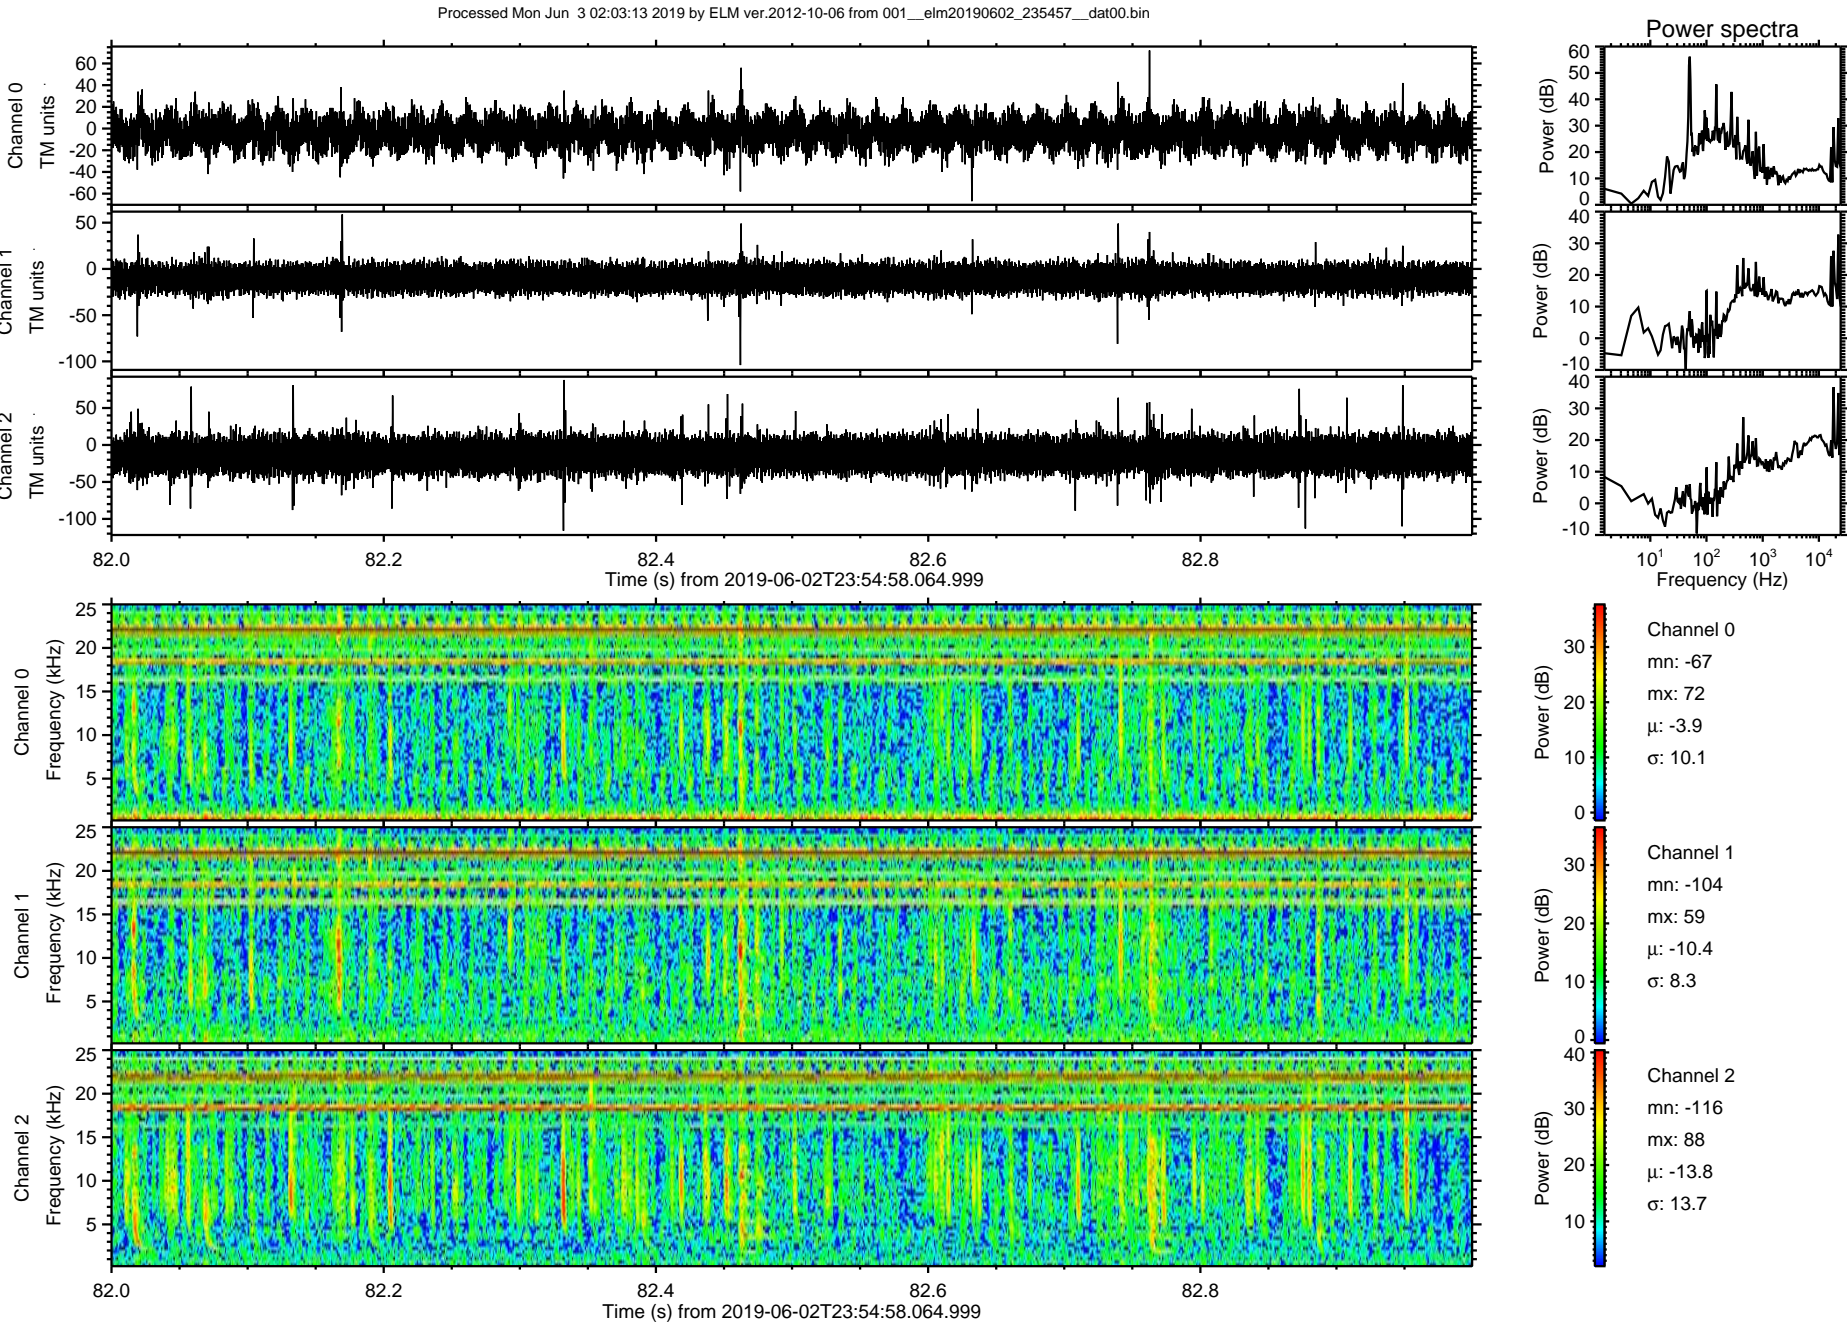 Processed Mon Jun  3 02:03:13 2019 by ELM ver.2012-10-06 from 001__elm20190602_235457__dat00.bin
Power spectra
Channel 0
TM units
60
40
20
0
-20
-40
-60
Power (dB)
60
50
40
30
20
10
0
Channel 1
TM units
50
0
-50
-100
Power (dB)
40
30
20
10
0
-10
Channel 2
TM units
50
0
-50
-100
Power (dB)
40
30
20
10
0
-10
82.0 82.2 82.4 82.6 82.8
Time (s) from 2019-06-02T23:54:58.064.999
10¹ 10² 10³ 10⁴
Frequency (Hz)
Channel 0
Frequency (kHz)
25
20
15
10
5
Power (dB)
30
20
10
0
Channel 0
mn: -67
mx: 72
μ: -3.9
σ: 10.1
Channel 1
Frequency (kHz)
25
20
15
10
5
Power (dB)
30
20
10
0
Channel 1
mn: -104
mx: 59
μ: -10.4
σ: 8.3
Channel 2
Frequency (kHz)
25
20
15
10
5
Power (dB)
40
30
20
10
Channel 2
mn: -116
mx: 88
μ: -13.8
σ: 13.7
82.0 82.2 82.4 82.6 82.8
Time (s) from 2019-06-02T23:54:58.064.999